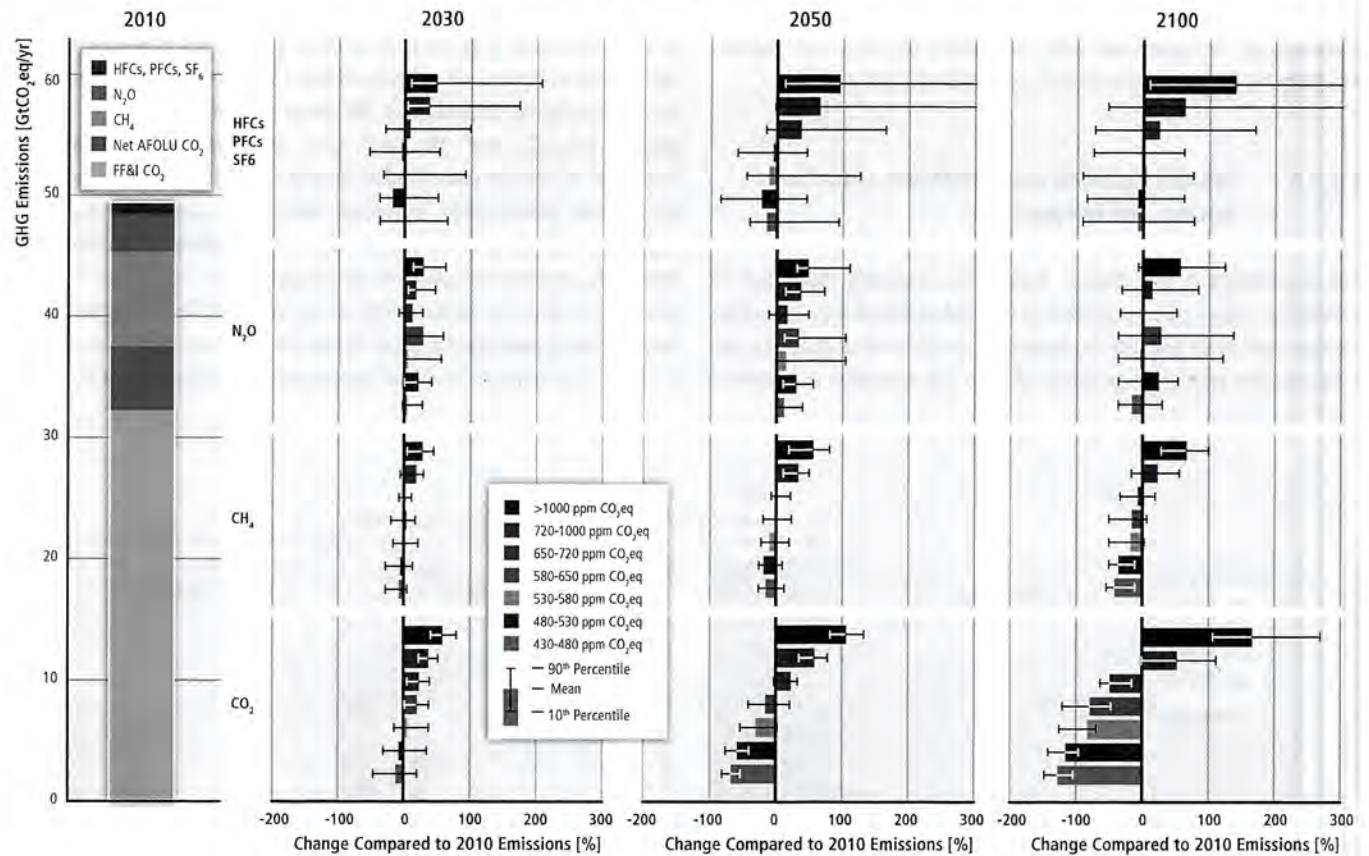 2010
2030
2050
2100
GHG Emissions [GtCO₂eq/yr]
60
50
40
30
20
10
0
HFCs, PFCs, SF₆
N₂O
CH₄
Net AFOLU CO₂
FF&I CO₂
HFCs
PFCs
SF6
N₂O
CH₄
CO₂
>1000 ppm CO₂eq
720-1000 ppm CO₂eq
650-720 ppm CO₂eq
580-650 ppm CO₂eq
530-580 ppm CO₂eq
480-530 ppm CO₂eq
430-480 ppm CO₂eq
90th Percentile
Mean
10th Percentile
-200 -100 0 100 200 300
-200 -100 0 100 200 300
-200 -100 0 100 200 300
Change Compared to 2010 Emissions [%]
Change Compared to 2010 Emissions [%]
Change Compared to 2010 Emissions [%]